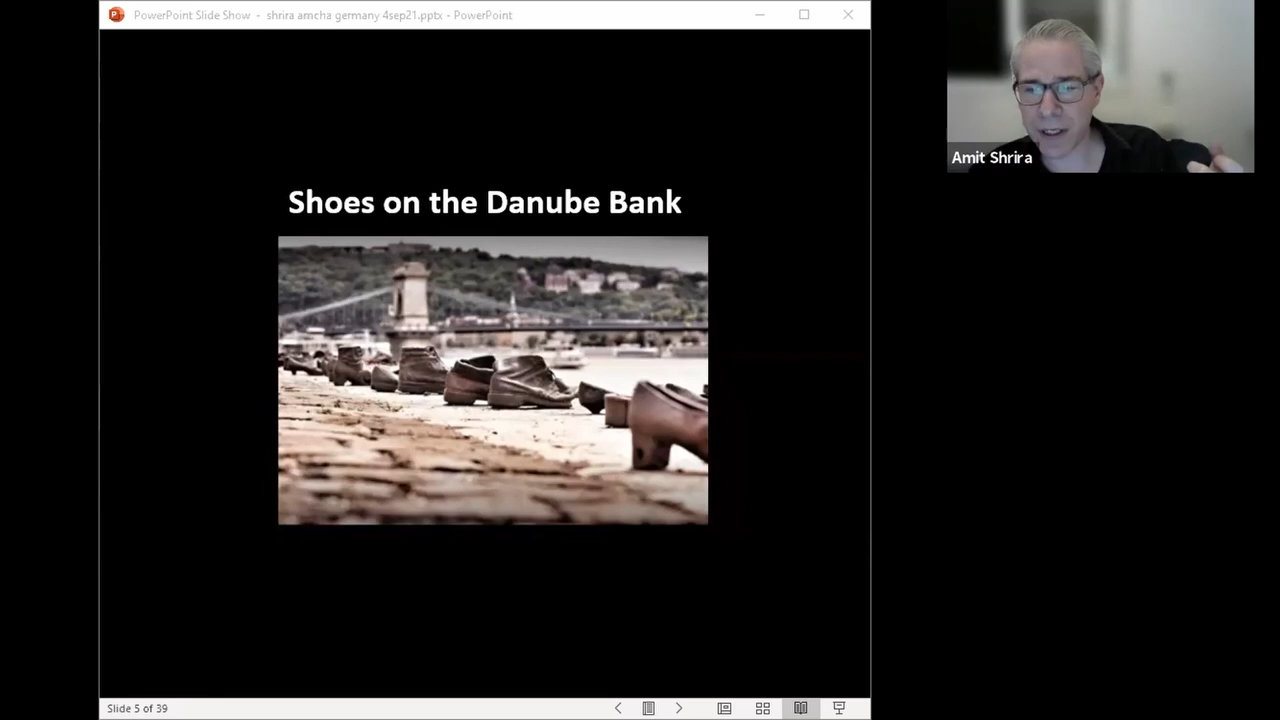 PowerPoint Slide Show - shrira amcha germany 4sep21.pptx - PowerPoint
Amit Shrira
Shoes on the Danube Bank
Slide 5 of 39